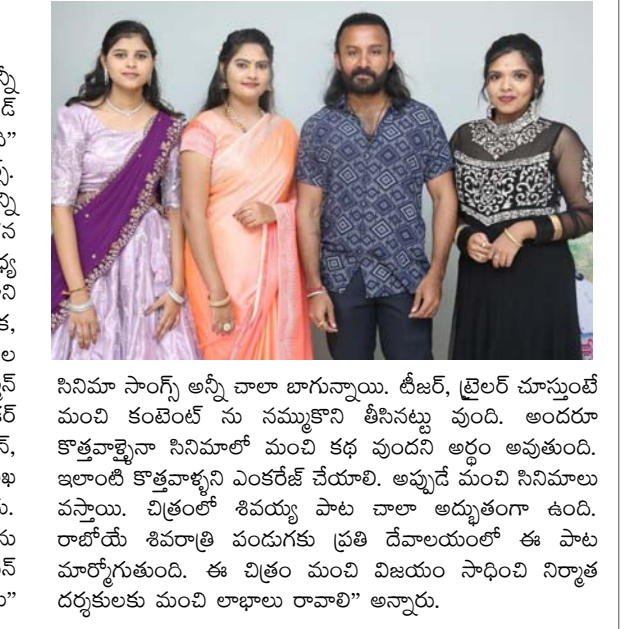 న్ని
డ్
ని”
న్ని
న
ధ్య
ని
క,
ల
న్
కర్
న్,
ఖ
ను
న్
సినిమా సాంగ్స్ అన్నీ చాలా బాగున్నాయి. టీజర్, ట్రైలర్ చూస్తుంటే
మంచి కంటెంట్ ను నమ్ముకొని తీసినట్టు వుంది. అందరూ
కొత్తవాళ్ళైనా సినిమాలో మంచి కథ వుందని అర్థం అవుతుంది.
ఇలాంటి కొత్తవాళ్ళని ఎంకరేజ్ చేయాలి. అప్పుడే మంచి సినిమాలు
వస్తాయి. చిత్రంలో శివయ్య పాట చాలా అద్భుతంగా ఉంది.
రాబోయే శివరాత్రి పండుగకు ప్రతి దేవాలయంలో ఈ పాట
మార్మోగుతుంది. ఈ చిత్రం మంచి విజయం సాధించి నిర్మాత
దర్శకులకు మంచి లాభాలు రావాలి” అన్నారు.